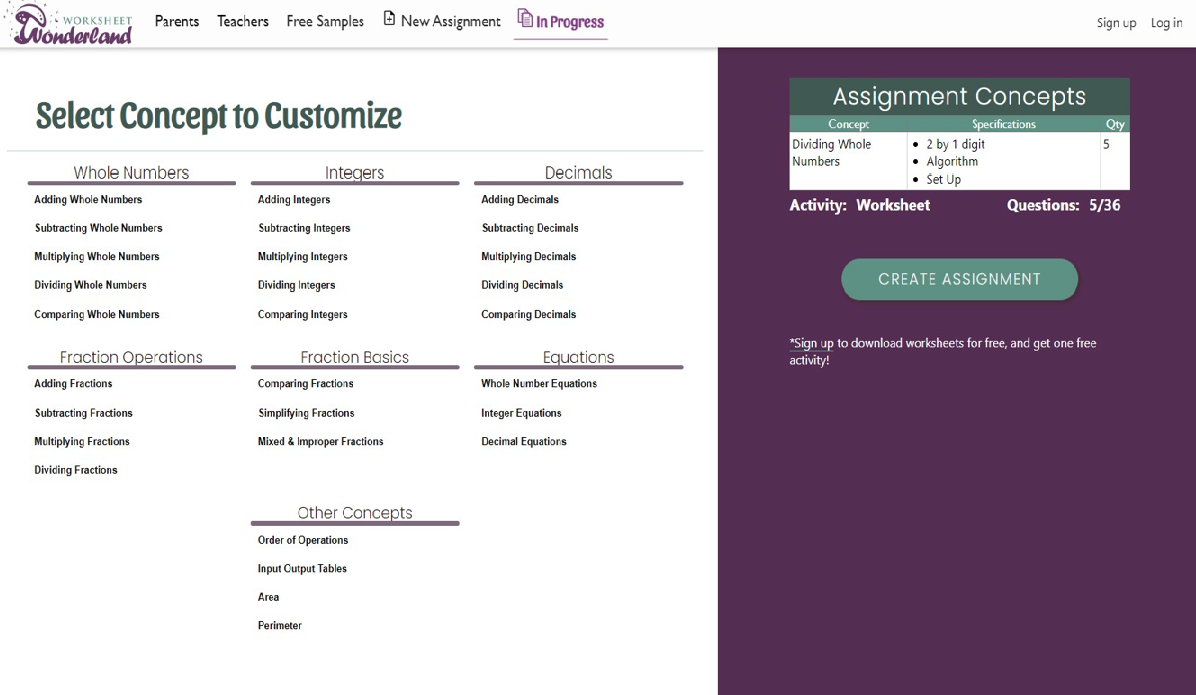 WORKSHEET
Wonderland
Parents
Teachers
Free Samples
New Assignment
In Progress
Sign up
Log in
Select Concept to Customize
Whole Numbers
Adding Whole Numbers
Subtracting Whole Numbers
Multiplying Whole Numbers
Dividing Whole Numbers
Comparing Whole Numbers
Integers
Adding Integers
Subtracting Integers
Multiplying Integers
Dividing Integers
Comparing Integers
Decimals
Adding Decimals
Subtracting Decimals
Multiplying Decimals
Dividing Decimals
Comparing Decimals
Fraction Operations
Adding Fractions
Subtracting Fractions
Multiplying Fractions
Dividing Fractions
Fraction Basics
Comparing Fractions
Simplifying Fractions
Mixed & Improper Fractions
Equations
Whole Number Equations
Integer Equations
Decimal Equations
Other Concepts
Order of Operations
Input Output Tables
Area
Perimeter
Assignment Concepts
Concept Specifications Qty
Dividing Whole
Numbers
• 2 by 1 digit
• Algorithm
• Set Up
5
Activity: Worksheet
Questions: 5/36
CREATE ASSIGNMENT
*Sign up to download worksheets for free, and get one free
activity!